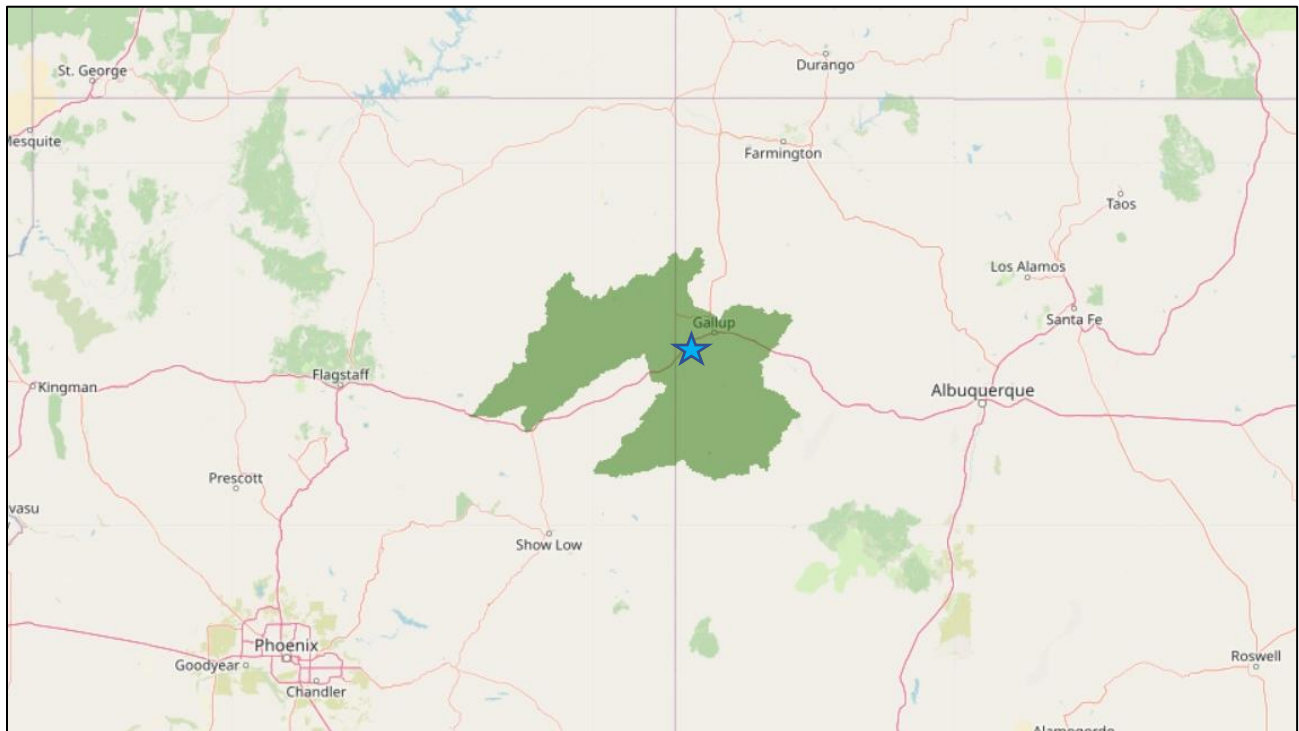 Durango
St. George
Mesquite
Farmington
Taos
Los Alamos
Santa Fe
Gallup
Flagstaff
Kingman
Albuquerque
Prescott
vasu
Show Low
Phoenix
Goodyear
Chandler
Roswell
Alamogordo